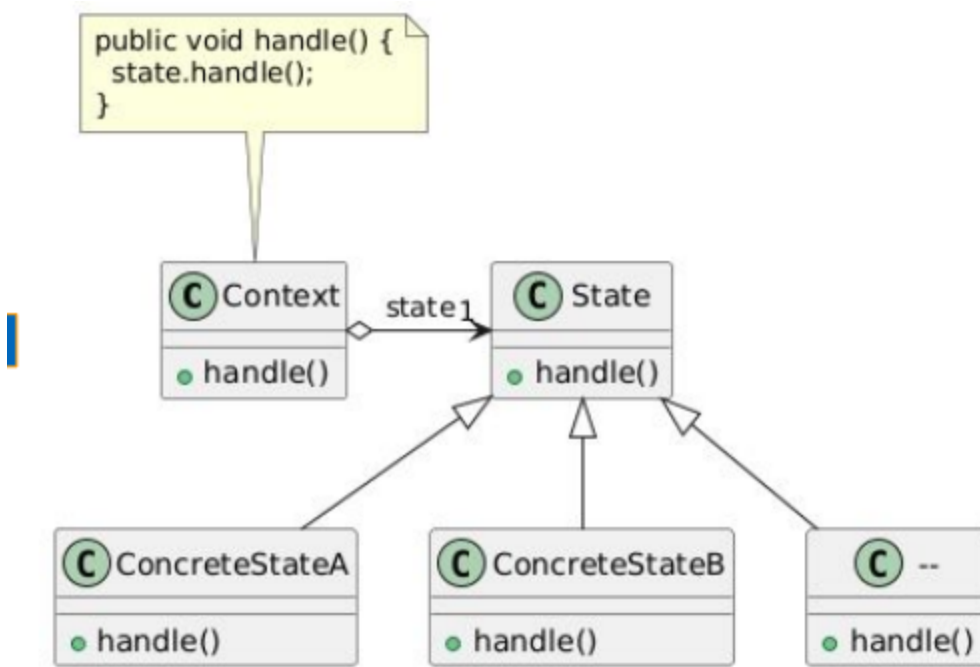 public void handle() {
state.handle();
}
C Context
state 1
C State
handle()
handle()
C ConcreteStateA
C ConcreteStateB
C --
handle()
handle()
handle()